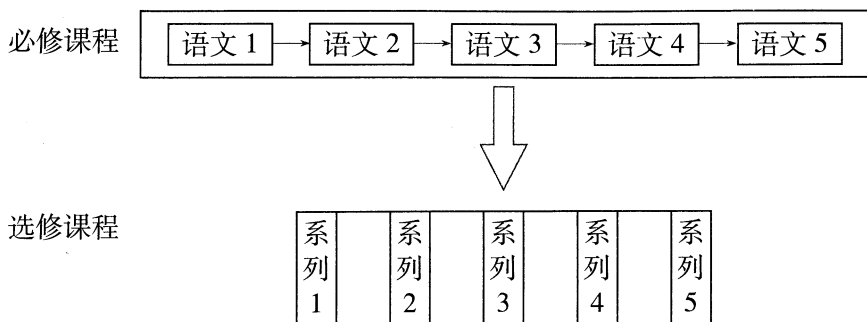 必修课程
语文 1
语文 2
语文 3
语文 4
语文 5
选修课程
系列1
系列2
系列3
系列4
系列5